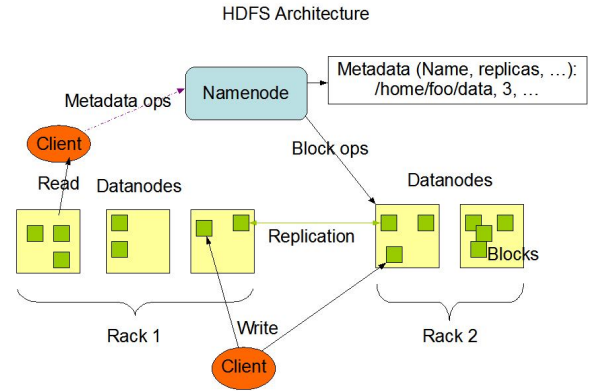 HDFS Architecture
Metadata (Name, replicas, …):
/home/foo/data, 3, …
Namenode
Metadata ops
Client
Block ops
Read
Datanodes
Datanodes
Replication
Blocks
Rack 1
Write
Rack 2
Client